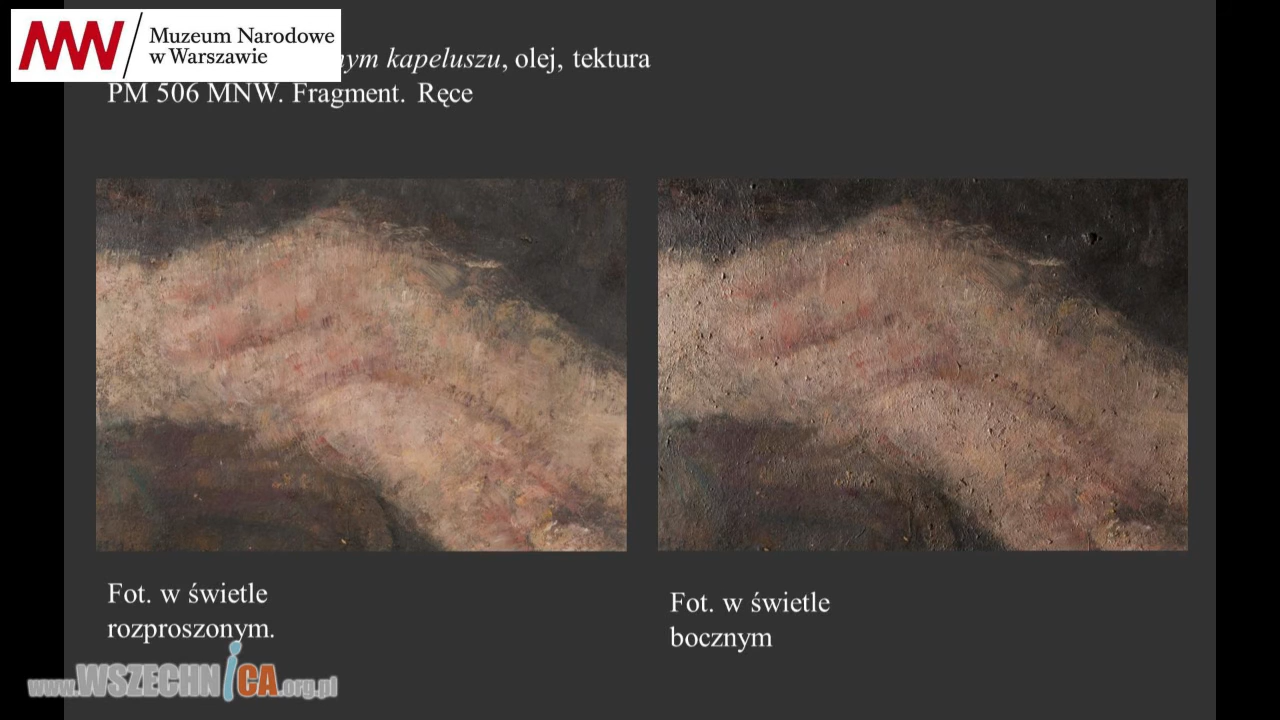 Muzeum Narodowe
w Warszawie
kapeluszu, olej, tektura
PM 506 MNW. Fragment. Ręce
Fot. w świetle
rozproszonym.
Fot. w świetle
bocznym
www.WSZECHNICA.org.pl